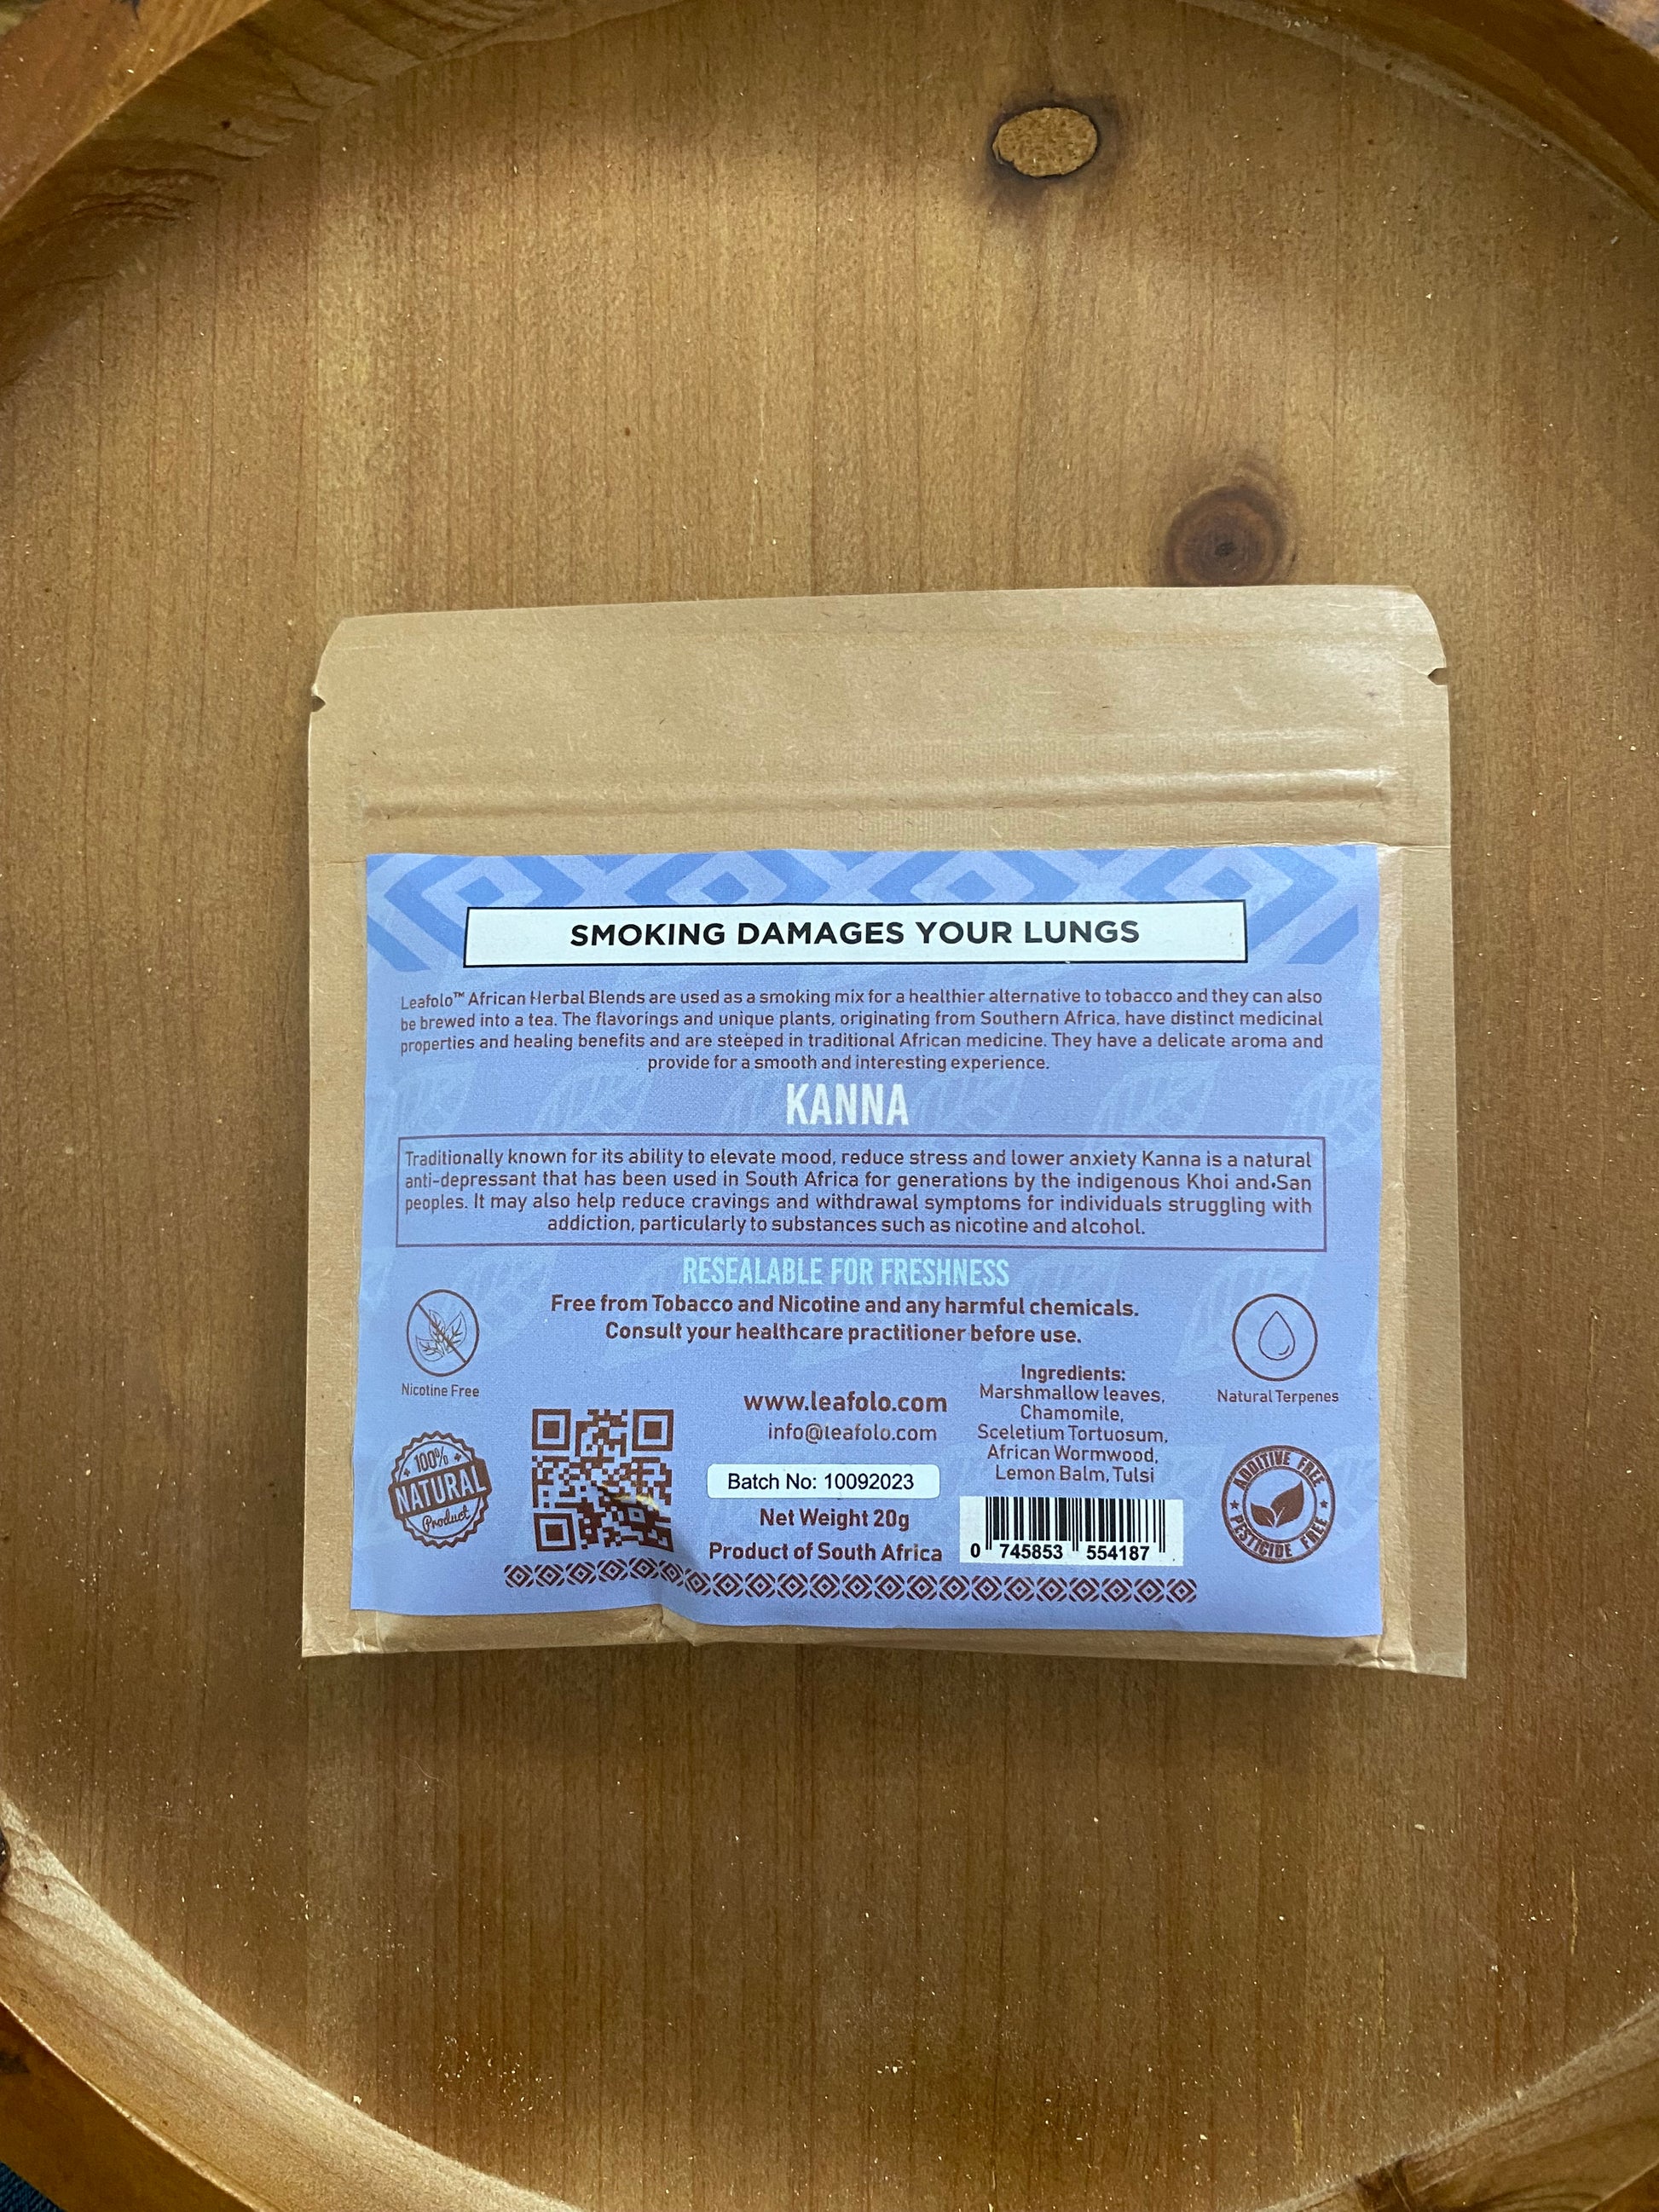 SMOKING DAMAGES YOUR LUNGS
Leafolo™ African Herbal Blends are used as a smoking mix for a healthier alternative to tobacco and they can also
be brewed into a tea. The flavorings and unique plants, originating from Southern Africa, have distinct medicinal
properties and healing benefits and are steeped in traditional African medicine. They have a delicate aroma and
provide for a smooth and interesting experience.
KANNA
Traditionally known for its ability to elevate mood, reduce stress and lower anxiety Kanna is a natural
anti-depressant that has been used in South Africa for generations by the indigenous Khoi and San
peoples. It may also help reduce cravings and withdrawal symptoms for individuals struggling with
addiction, particularly to substances such as nicotine and alcohol.
RESEALABLE FOR FRESHNESS
Free from Tobacco and Nicotine and any harmful chemicals.
Consult your healthcare practitioner before use.
Nicotine Free
100%
NATURAL
Product
www.leafolo.com
info@leafolo.com
Batch No: 10092023
Net Weight 20g
Product of South Africa
Ingredients:
Marshmallow leaves,
Chamomile,
Sceletium Tortuosum,
African Wormwood,
Lemon Balm, Tulsi
0 745853 554187
Natural Terpenes
ADDITIVE FREE
PESTICIDE FREE